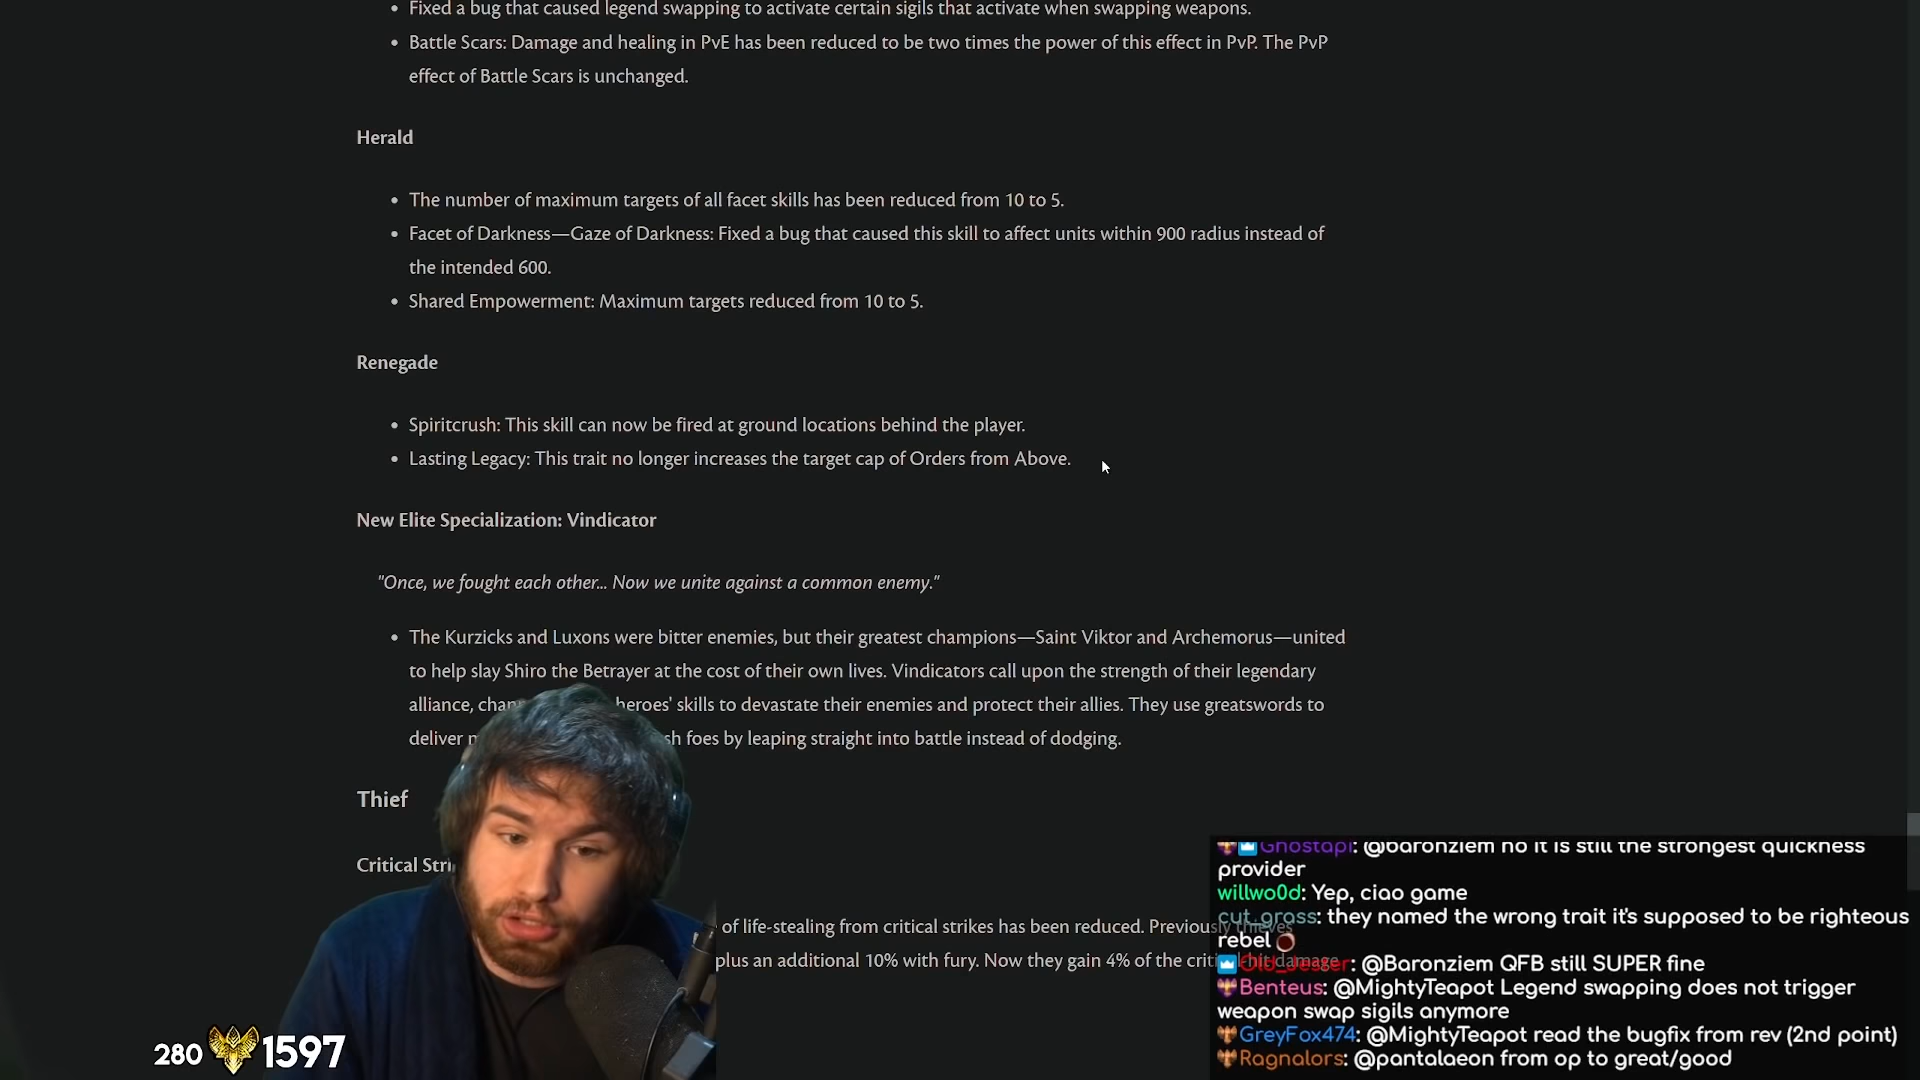 Fixed a bug that caused legend swapping to activate certain sigils that activate when swapping weapons.
Battle Scars: Damage and healing in PvE has been reduced to be two times the power of this effect in PvP. The PvP
effect of Battle Scars is unchanged.
Herald
The number of maximum targets of all facet skills has been reduced from 10 to 5.
Facet of Darkness—Gaze of Darkness: Fixed a bug that caused this skill to affect units within 900 radius instead of
the intended 600.
Shared Empowerment: Maximum targets reduced from 10 to 5.
Renegade
Spiritcrush: This skill can now be fired at ground locations behind the player.
Lasting Legacy: This trait no longer increases the target cap of Orders from Above.
New Elite Specialization: Vindicator
"Once, we fought each other... Now we unite against a common enemy."
The Kurzicks and Luxons were bitter enemies, but their greatest champions—Saint Viktor and Archemorus—united
to help slay Shiro the Betrayer at the cost of their own lives. Vindicators call upon the strength of their legendary
alliance, heroes' skills to devastate their enemies and protect their allies. They use greatswords to
deliver foes by leaping straight into battle instead of dodging.
Thief
Critical
of life-stealing from critical strikes has been reduced. Previously thieves
plus an additional 10% with fury. Now they gain 4% of the critical-hit damage
Ghostapi: @baronziem no it is still the strongest quickness
provider
willwo0d: Yep, ciao game
cut_grass: they named the wrong trait it's supposed to be righteous
rebel
Old_Jesser: @Baronziem QFB still SUPER fine
Benteus: @MightyTeapot Legend swapping does not trigger
weapon swap sigils anymore
GreyFox474: @MightyTeapot read the bugfix from rev (2nd point)
Ragnalors: @pantalaeon from op to great/good
280 1597